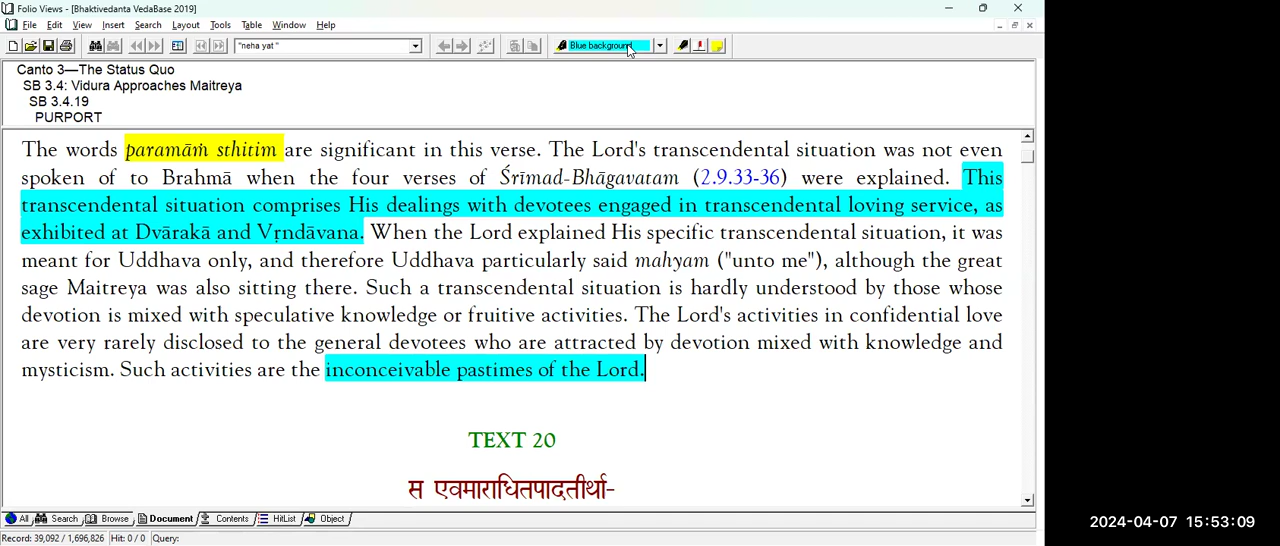 Folio Views - [Bhaktivedanta VedaBase 2019]
File Edit View Insert Search Layout Tools Table Window Help
"neha yat "
Blue background
Canto 3—The Status Quo
SB 3.4: Vidura Approaches Maitreya
SB 3.4.19
PURPORT
The words paramāṁ sthitim are significant in this verse. The Lord's transcendental situation was not even
spoken of to Brahmā when the four verses of Śrīmad-Bhāgavatam (2.9.33-36) were explained. This
transcendental situation comprises His dealings with devotees engaged in transcendental loving service, as
exhibited at Dvārakā and Vṛndāvana. When the Lord explained His specific transcendental situation, it was
meant for Uddhava only, and therefore Uddhava particularly said mahyam ("unto me"), although the great
sage Maitreya was also sitting there. Such a transcendental situation is hardly understood by those whose
devotion is mixed with speculative knowledge or fruitive activities. The Lord's activities in confidential love
are very rarely disclosed to the general devotees who are attracted by devotion mixed with knowledge and
mysticism. Such activities are the inconceivable pastimes of the Lord.
TEXT 20
स एवमाराधितपादतीर्था-
All Search Browse Document Contents HitList Object
Record: 39,092 / 1,696,826 Hit: 0 / 0 Query:
2024-04-07 15:53:09